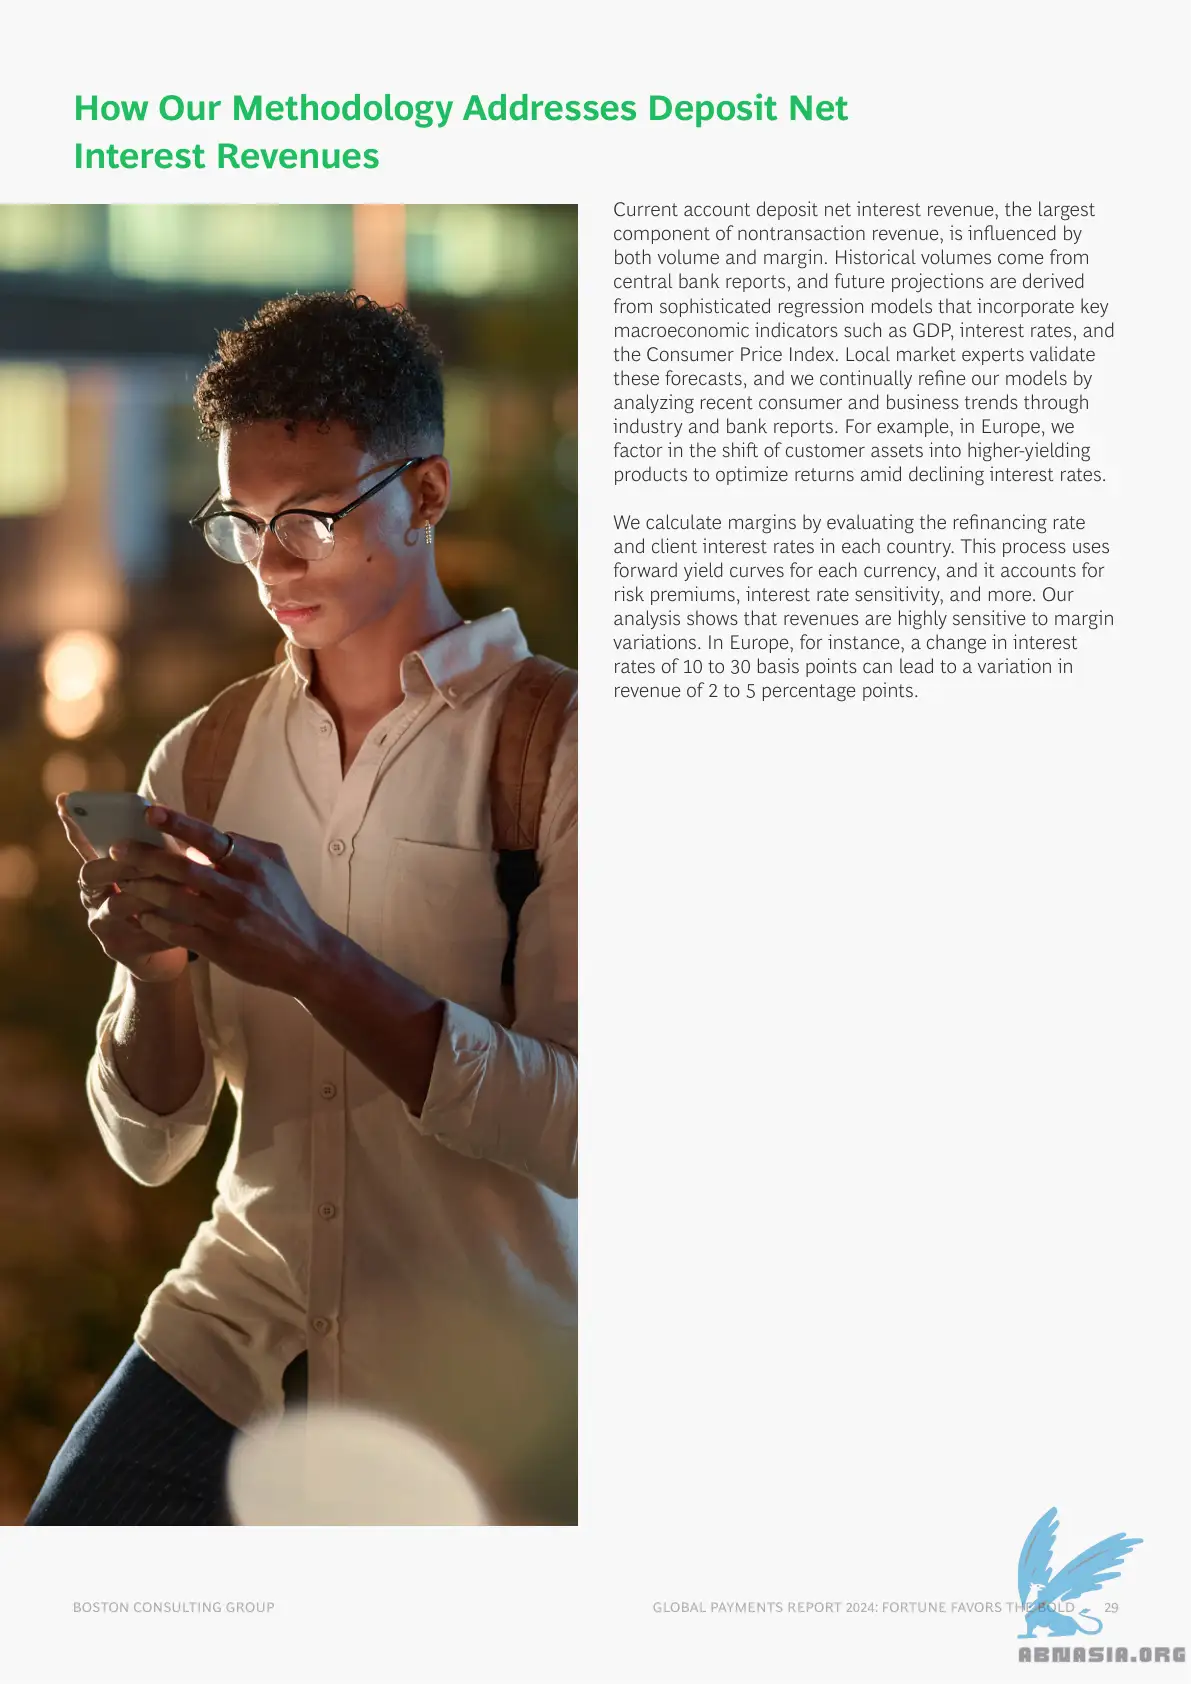 How Our Methodology Addresses Deposit Net
Interest Revenues
Current account deposit net interest revenue, the largest
component of nontransaction revenue, is influenced by
both volume and margin. Historical volumes come from
central bank reports, and future projections are derived
from sophisticated regression models that incorporate key
macroeconomic indicators such as GDP, interest rates, and
the Consumer Price Index. Local market experts validate
these forecasts, and we continually refine our models by
analyzing recent consumer and business trends through
industry and bank reports. For example, in Europe, we
factor in the shift of customer assets into higher-yielding
products to optimize returns amid declining interest rates.
We calculate margins by evaluating the refinancing rate
and client interest rates in each country. This process uses
forward yield curves for each currency, and it accounts for
risk premiums, interest rate sensitivity, and more. Our
analysis shows that revenues are highly sensitive to margin
variations. In Europe, for instance, a change in interest
rates of 10 to 30 basis points can lead to a variation in
revenue of 2 to 5 percentage points.
BOSTON CONSULTING GROUP
GLOBAL PAYMENTS REPORT 2024: FORTUNE FAVORS THE BOLD 29
ABNASIA.ORG